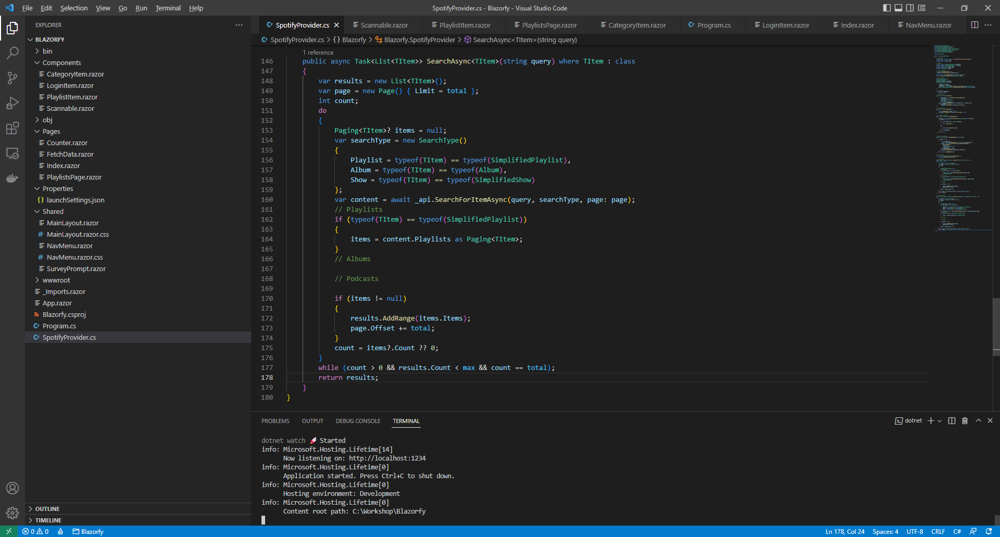 File Edit Selection View Go Run Terminal Help
SpotifyProvider.cs - Blazorfy - Visual Studio Code
EXPLORER
BLAZORFY
bin
Components
CategoryItem.razor
LoginItem.razor
PlaylistItem.razor
Scannable.razor
obj
Pages
Counter.razor
FetchData.razor
Index.razor
PlaylistsPage.razor
Properties
{} launchSettings.json
Shared
MainLayout.razor
# MainLayout.razor.css
NavMenu.razor
# NavMenu.razor.css
SurveyPrompt.razor
wwwroot
_Imports.razor
App.razor
Blazorfy.csproj
C# Program.cs
C# SpotifyProvider.cs
OUTLINE
TIMELINE
C# SpotifyProvider.cs Scannable.razor PlaylistItem.razor PlaylistsPage.razor CategoryItem.razor C# Program.cs LoginItem.razor Index.razor NavMenu.razor
C# SpotifyProvider.cs > {} Blazorfy > Blazorfy.SpotifyProvider > SearchAsync<TItem>(string query)
1 reference
146 public async Task<List<TItem>> SearchAsync<TItem>(string query) where TItem : class
147 {
148 var results = new List<TItem>();
149 var page = new Page() { Limit = total };
150 int count;
151 do
152 {
153 Paging<TItem>? items = null;
154 var searchType = new SearchType()
155 {
156 Playlist = typeof(TItem) == typeof(SimplifiedPlaylist),
157 Album = typeof(TItem) == typeof(Album),
158 Show = typeof(TItem) == typeof(SimplifiedShow)
159 };
160 var content = await _api.SearchForItemAsync(query, searchType, page: page);
161 // Playlists
162 if (typeof(TItem) == typeof(SimplifiedPlaylist))
163 {
164 items = content.Playlists as Paging<TItem>;
165 }
166 // Albums
167
168 // Podcasts
169
170 if (items != null)
171 {
172 results.AddRange(items.Items);
173 page.Offset += total;
174 }
175 count = items?.Count ?? 0;
176 }
177 while (count > 0 && results.Count < max && count == total);
178 return results;
179 }
180 }
PROBLEMS OUTPUT DEBUG CONSOLE TERMINAL
dotnet
dotnet watch 🚀 Started
info: Microsoft.Hosting.Lifetime[14]
Now listening on: http://localhost:1234
info: Microsoft.Hosting.Lifetime[0]
Application started. Press Ctrl+C to shut down.
info: Microsoft.Hosting.Lifetime[0]
Hosting environment: Development
info: Microsoft.Hosting.Lifetime[0]
Content root path: C:\Workshop\Blazorfy
0 0 Blazorfy
Ln 178, Col 24 Spaces: 4 UTF-8 CRLF C#